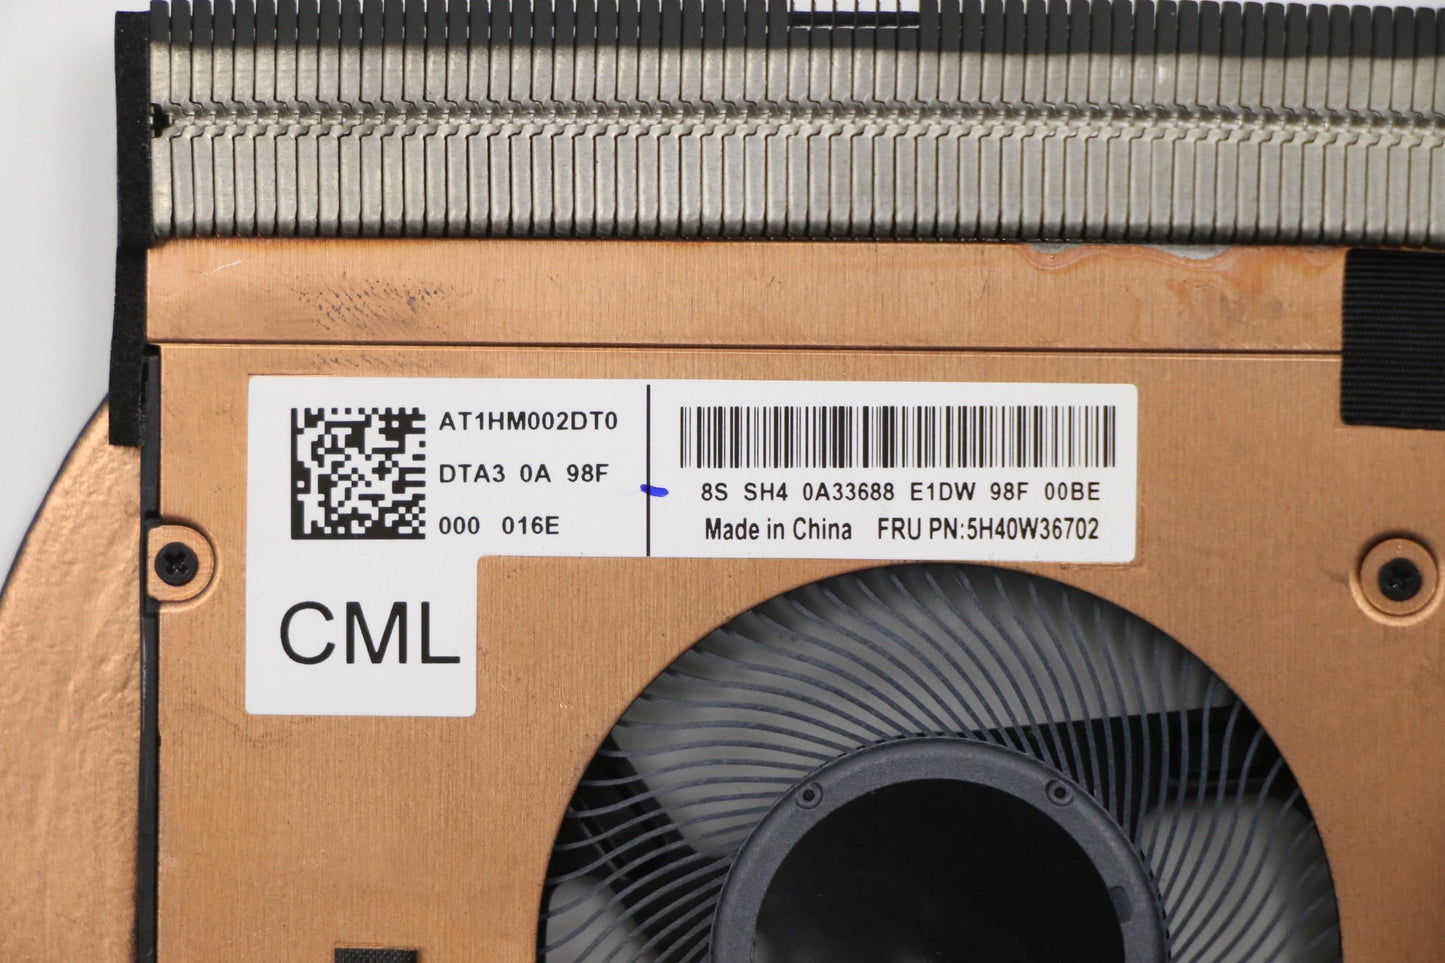 AT1HM002DT0
DTA3 0A 98F
000 016E
CML
8S SH4 0A33688 E1DW 98F 00BE
Made in China FRU PN:5H40W36702